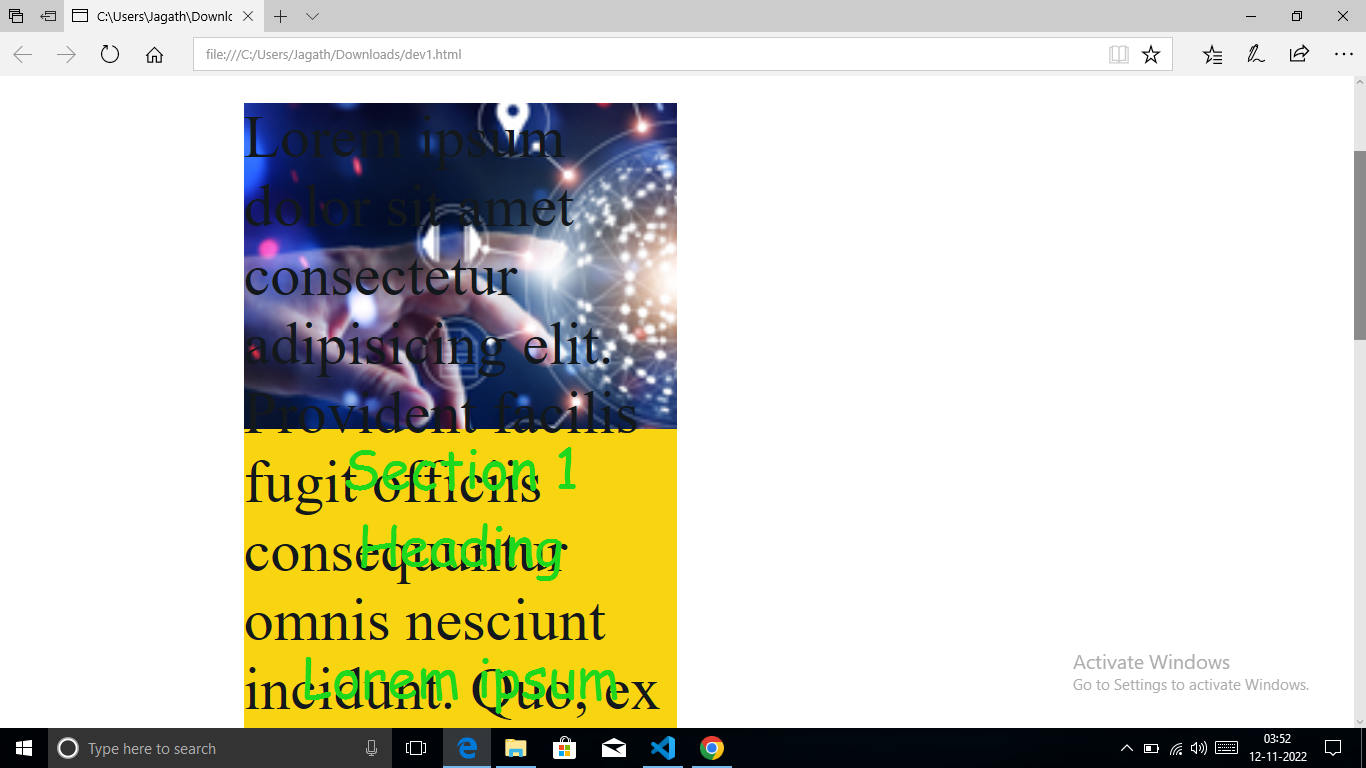 C:\Users\Jagath\Downlo
file:///C:/Users/Jagath/Downloads/dev1.html
Lorem ipsum
dolor sit amet
consectetur
adipisicing elit.
Provident facilis
fugit officiis
Section 1
consequuntur
Heading
omnis nesciunt
incidunt. Quo, ex
Lorem ipsum
Activate Windows
Go to Settings to activate Windows.
Type here to search
03:52
12-11-2022